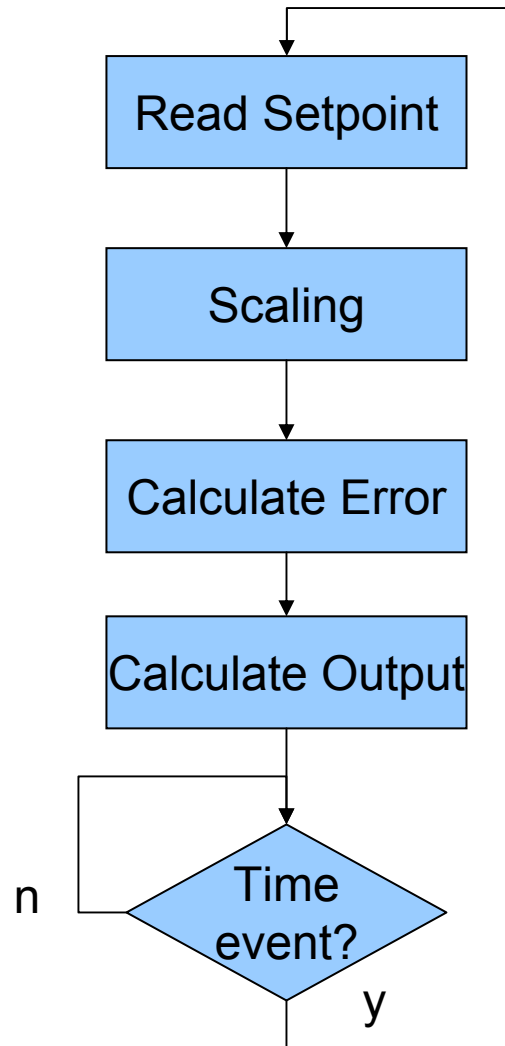 Read Setpoint
Scaling
Calculate Error
Calculate Output
Time
event?
n
y